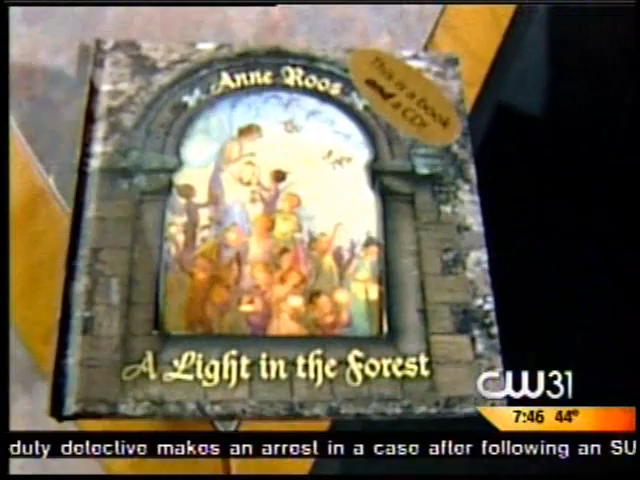 Anne Roos
This is a book
and a CD!
A Light in the Forest
CW31
7:46 44°
duty detective makes an arrest in a case after following an SU